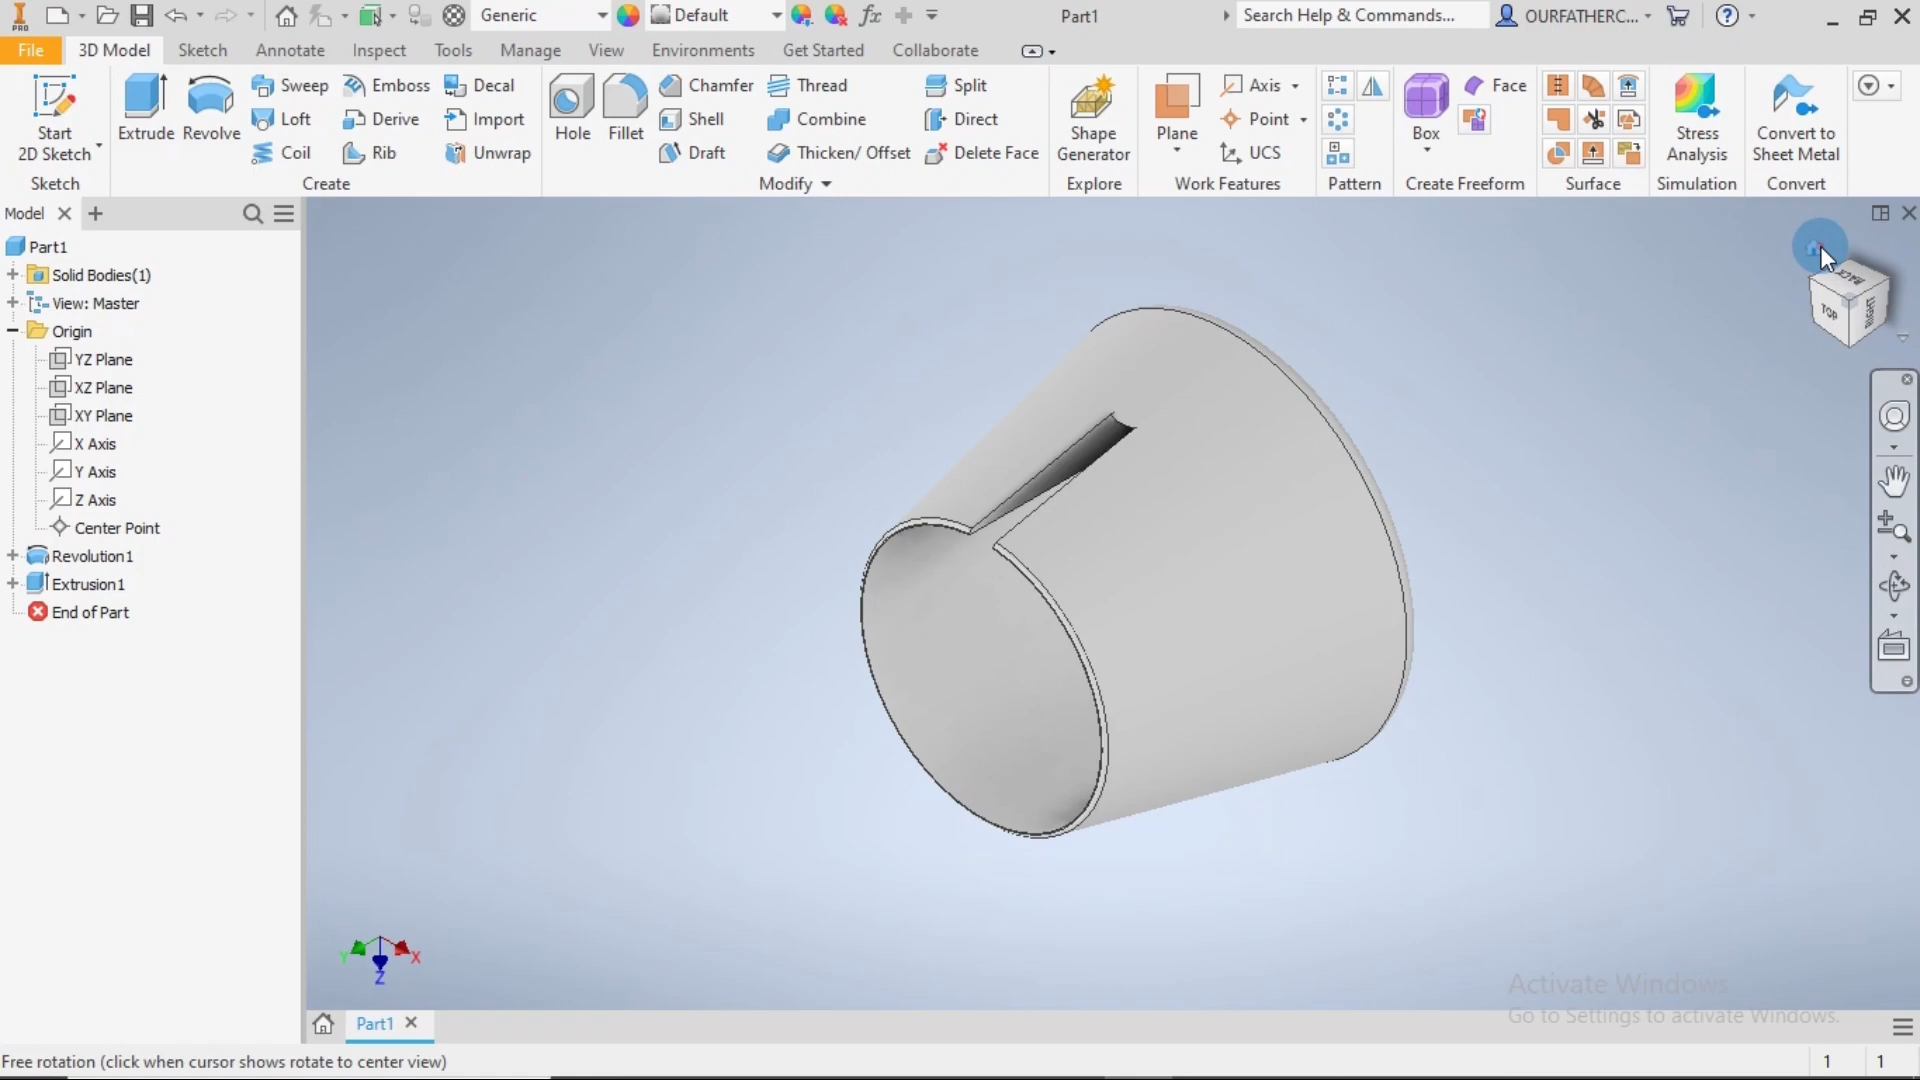 Generic
Default
fx
Part1
Search Help & Commands...
OURFATHERC...
PRO
File
3D Model
Sketch
Annotate
Inspect
Tools
Manage
View
Environments
Get Started
Collaborate
Start
2D Sketch
Extrude
Revolve
Sweep
Loft
Coil
Emboss
Derive
Rib
Decal
Import
Unwrap
Hole
Fillet
Chamfer
Shell
Draft
Thread
Combine
Thicken/ Offset
Split
Direct
Delete Face
Shape
Generator
Plane
Axis
Point
UCS
Box
Face
Stress
Analysis
Convert to
Sheet Metal
Sketch
Create
Modify
Explore
Work Features
Pattern
Create Freeform
Surface
Simulation
Convert
Model
Part1
Solid Bodies(1)
View: Master
Origin
YZ Plane
XZ Plane
XY Plane
X Axis
Y Axis
Z Axis
Center Point
Revolution1
Extrusion1
End of Part
BACK
TOP
RIGHT
Y
X
Z
Activate Windows
Go to Settings to activate Windows.
Part1
Free rotation (click when cursor shows rotate to center view)
1
1